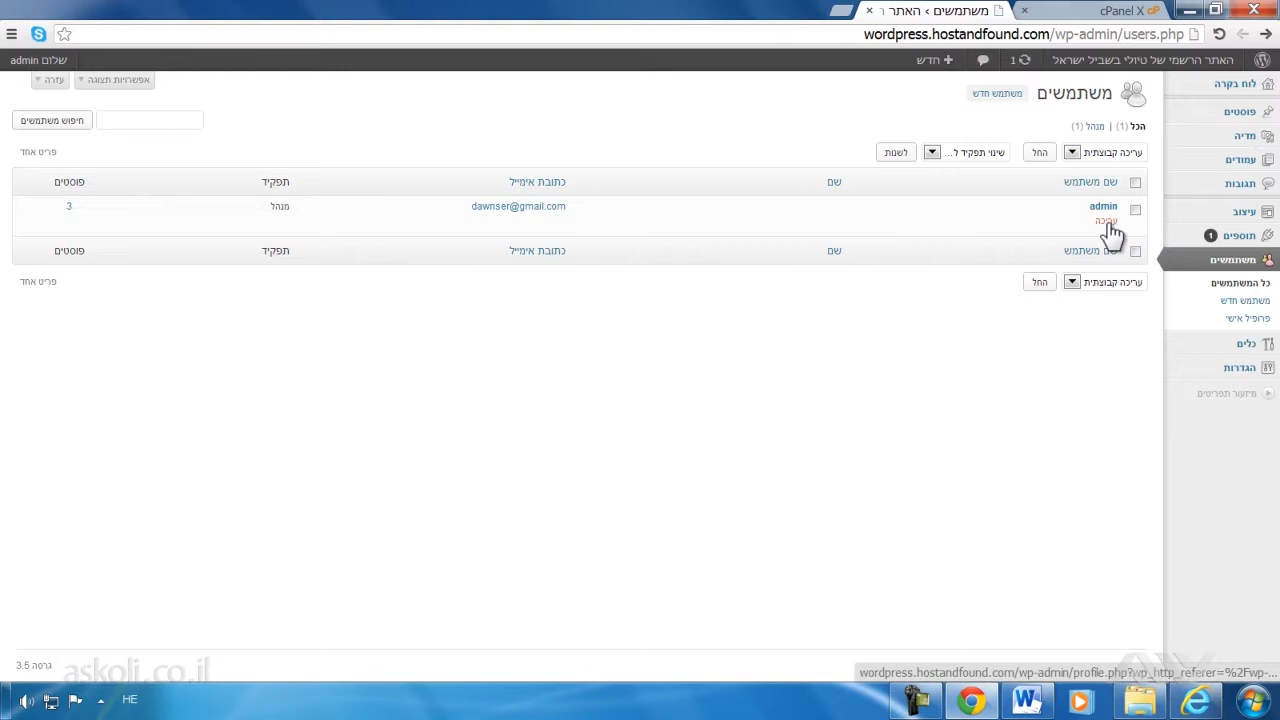 משתמשים › האתר ר
cPanel X
wordpress.hostandfound.com/wp-admin/users.php
האתר הרשמי של טיולי בשביל ישראל
1
חדש
שלום admin
אפשרויות תצוגה
עזרה
לוח בקרה
פוסטים
מדיה
עמודים
תגובות
עיצוב
תוספים 1
משתמשים
כל המשתמשים
משתמש חדש
פרופיל אישי
כלים
הגדרות
מיזעור תפריטים
משתמשים משתמש חדש
הכל (1) | מנהל (1)
חיפוש משתמשים
עריכה קבוצתית החל שינוי תפקיד ל... לשנות
פריט אחד
שם משתמש שם כתובת אימייל תפקיד פוסטים
admin dawnser@gmail.com מנהל 3
עריכה
שם משתמש שם כתובת אימייל תפקיד פוסטים
עריכה קבוצתית החל
פריט אחד
גרסה 3.5
askoli.co.il
wordpress.hostandfound.com/wp-admin/profile.php?wp_http_referer=%2Fwp-...
HE